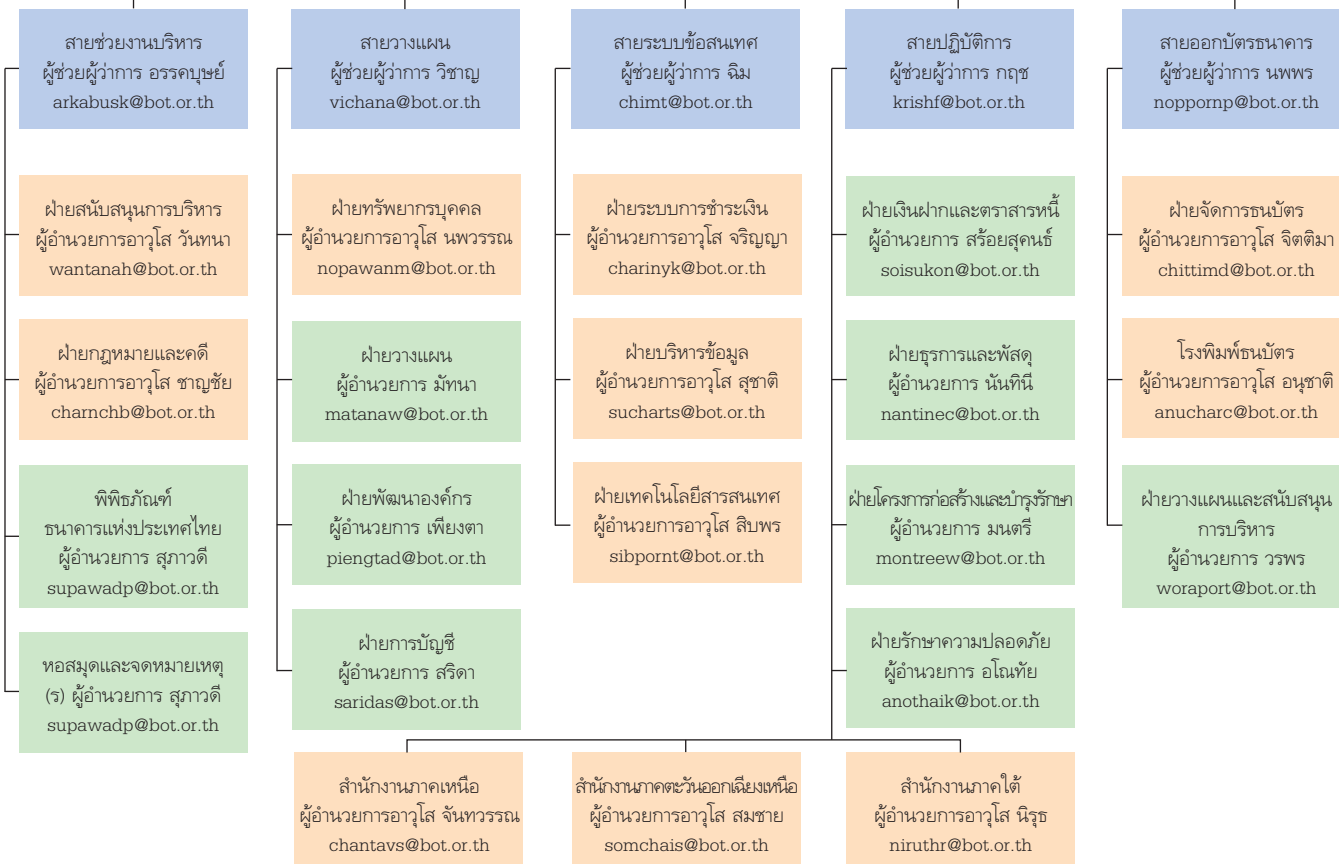 สายช่วยงานบริหาร
ผู้ช่วยผู้ว่าการ อรรคบุษย์
arkabusk@bot.or.th
ฝ่ายสนับสนุนการบริหาร
ผู้อำนวยการอาวุโส วันทนา
wantanah@bot.or.th
ฝ่ายกฎหมายและคดี
ผู้อำนวยการอาวุโส ชาญชัย
charnchb@bot.or.th
พิพิธภัณฑ์
ธนาคารแห่งประเทศไทย
ผู้อำนวยการ สุภาวดี
supawadp@bot.or.th
หอสมุดและจดหมายเหตุ
(ร) ผู้อำนวยการ สุภาวดี
supawadp@bot.or.th
สายวางแผน
ผู้ช่วยผู้ว่าการ วิชาญ
vichana@bot.or.th
ฝ่ายทรัพยากรบุคคล
ผู้อำนวยการอาวุโส นพวรรณ
nopawanm@bot.or.th
ฝ่ายวางแผน
ผู้อำนวยการ มัทนา
matanaw@bot.or.th
ฝ่ายพัฒนาองค์กร
ผู้อำนวยการ เพียงตา
piengtad@bot.or.th
ฝ่ายการบัญชี
ผู้อำนวยการ สริดา
saridas@bot.or.th
สายระบบข้อสนเทศ
ผู้ช่วยผู้ว่าการ ฉิม
chimt@bot.or.th
ฝ่ายระบบการชำระเงิน
ผู้อำนวยการอาวุโส จริญญา
charinyk@bot.or.th
ฝ่ายบริหารข้อมูล
ผู้อำนวยการอาวุโส สุชาติ
sucharts@bot.or.th
ฝ่ายเทคโนโลยีสารสนเทศ
ผู้อำนวยการอาวุโส สิบพร
sibpornt@bot.or.th
สายปฏิบัติการ
ผู้ช่วยผู้ว่าการ กฤช
krishf@bot.or.th
ฝ่ายเงินฝากและตราสารหนี้
ผู้อำนวยการ สร้อยสุคนธ์
soisukon@bot.or.th
ฝ่ายธุรการและพัสดุ
ผู้อำนวยการ นันทินี
nantinec@bot.or.th
ฝ่ายโครงการก่อสร้างและบำรุงรักษา
ผู้อำนวยการ มนตรี
montreew@bot.or.th
ฝ่ายรักษาความปลอดภัย
ผู้อำนวยการ อโณทัย
anothaik@bot.or.th
สำนักงานภาคเหนือ
ผู้อำนวยการอาวุโส จันทวรรณ
chantavs@bot.or.th
สำนักงานภาคตะวันออกเฉียงเหนือ
ผู้อำนวยการอาวุโส สมชาย
somchais@bot.or.th
สำนักงานภาคใต้
ผู้อำนวยการอาวุโส นิรุธ
niruthr@bot.or.th
สายออกบัตรธนาคาร
ผู้ช่วยผู้ว่าการ นพพร
noppornp@bot.or.th
ฝ่ายจัดการธนบัตร
ผู้อำนวยการอาวุโส จิตติมา
chittimd@bot.or.th
โรงพิมพ์ธนบัตร
ผู้อำนวยการอาวุโส อนุชาติ
anucharc@bot.or.th
ฝ่ายวางแผนและสนับสนุน
การบริหาร
ผู้อำนวยการ วรพร
woraport@bot.or.th